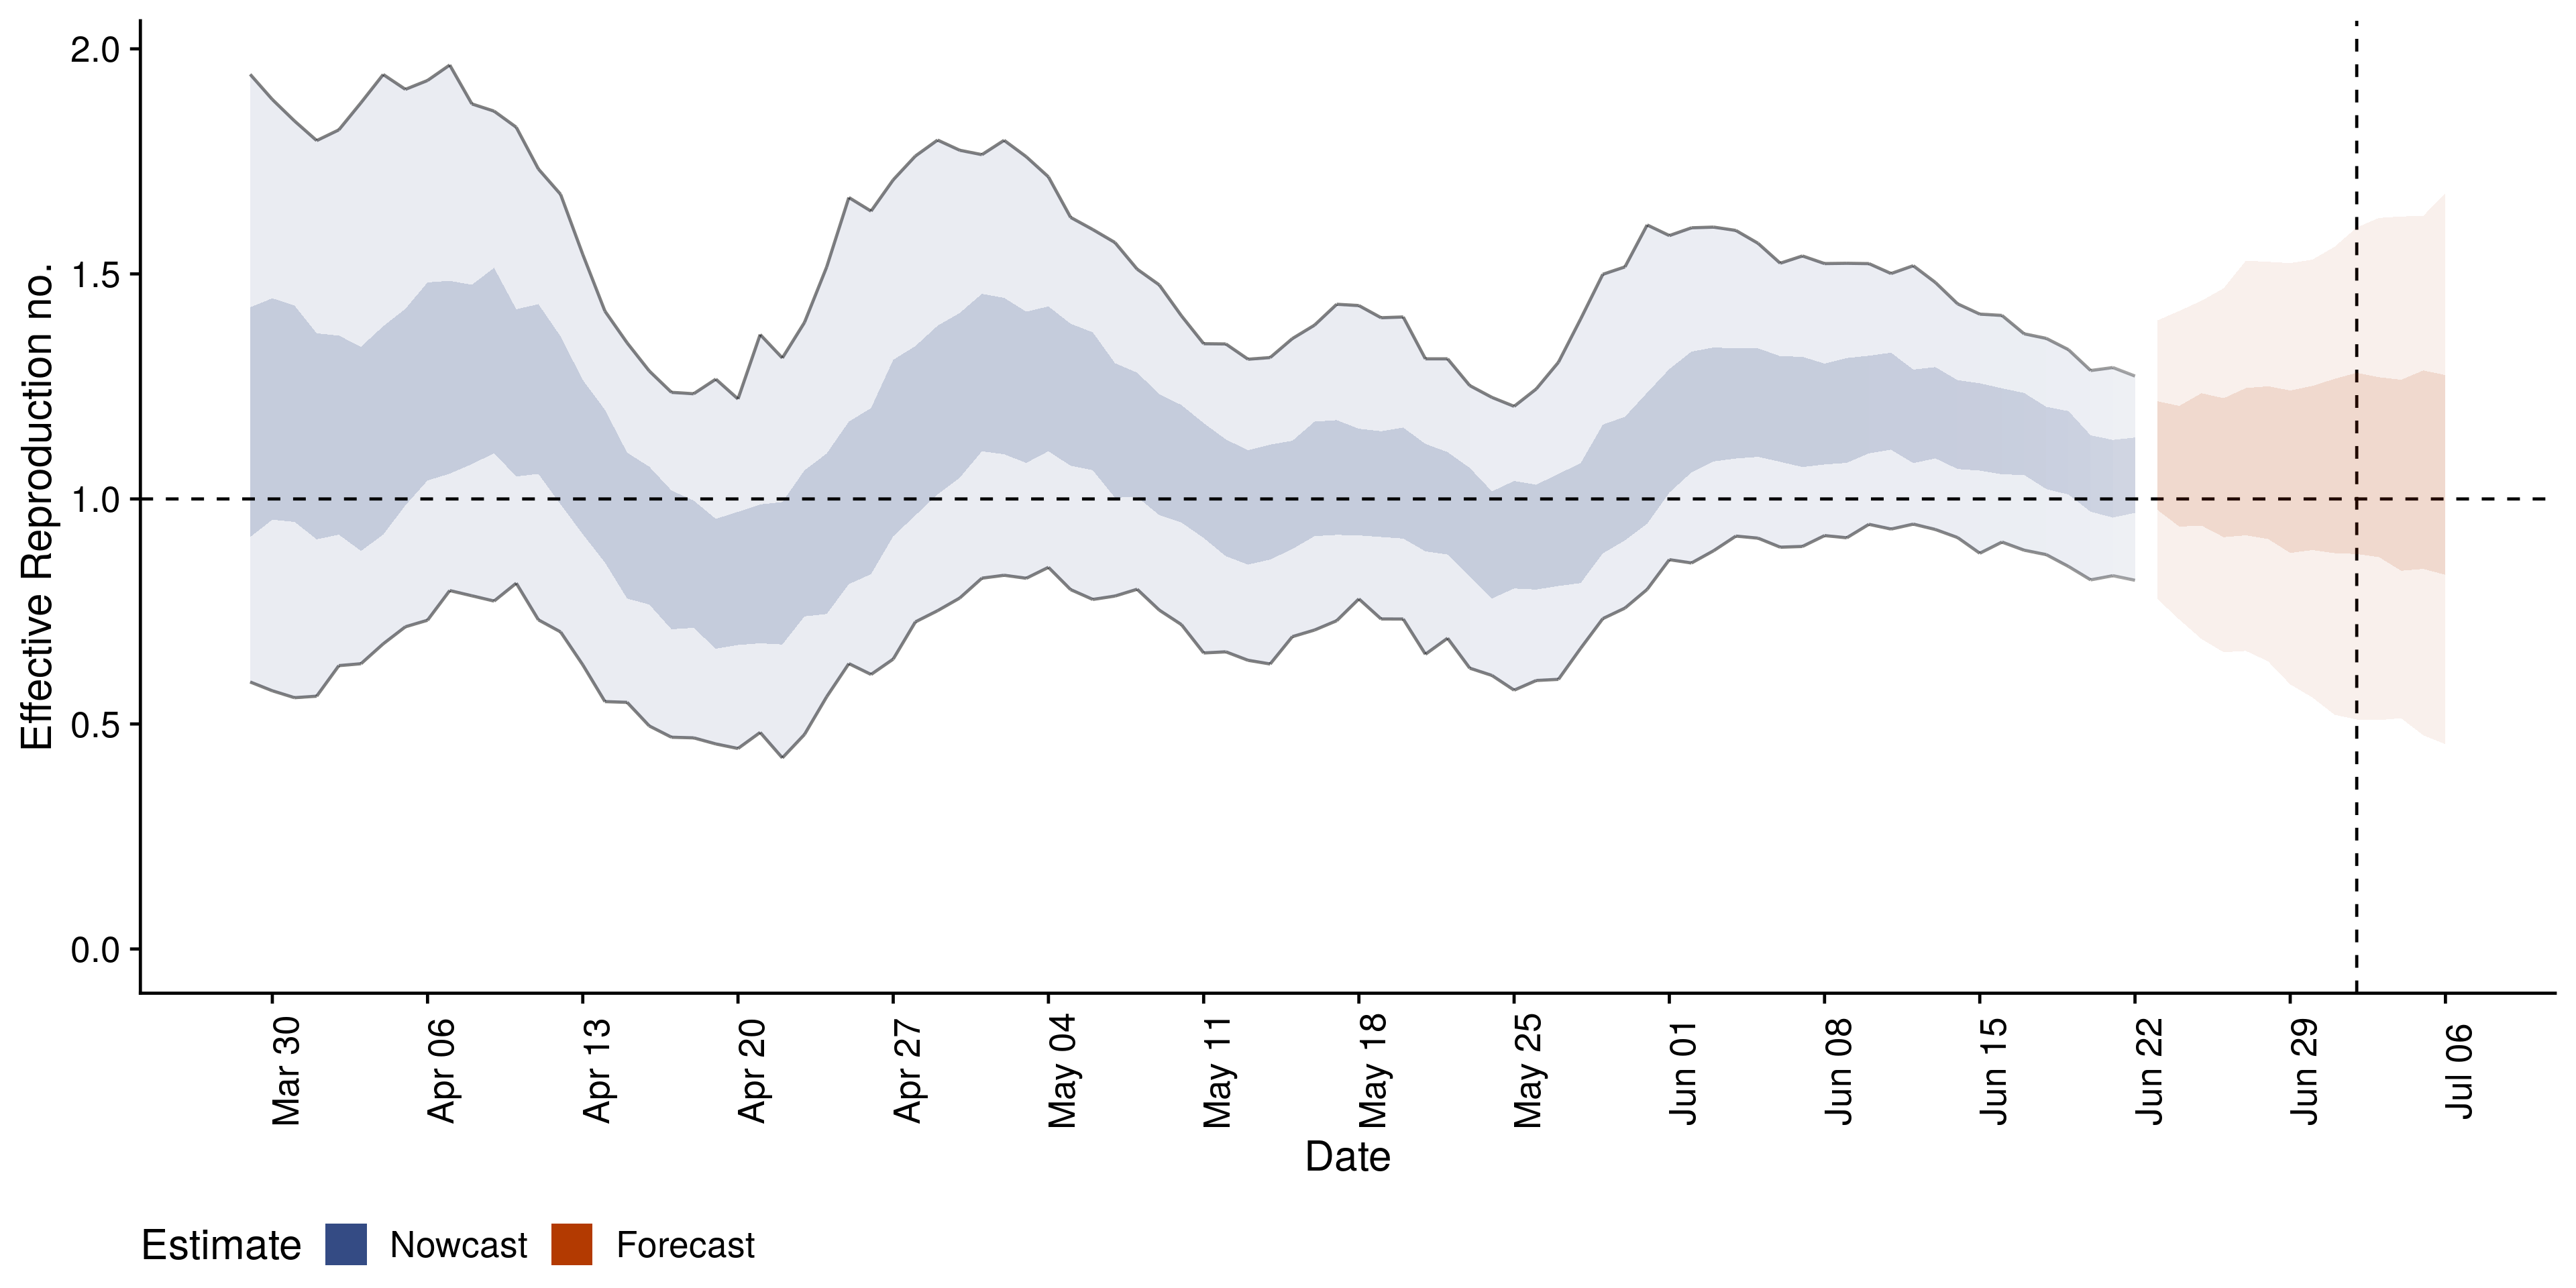 Effective Reproduction no.
2.0
1.5
1.0
0.5
0.0
Mar 30
Apr 06
Apr 13
Apr 20
Apr 27
May 04
May 11
May 18
May 25
Jun 01
Jun 08
Jun 15
Jun 22
Jun 29
Jul 06
Date
Estimate Nowcast Forecast